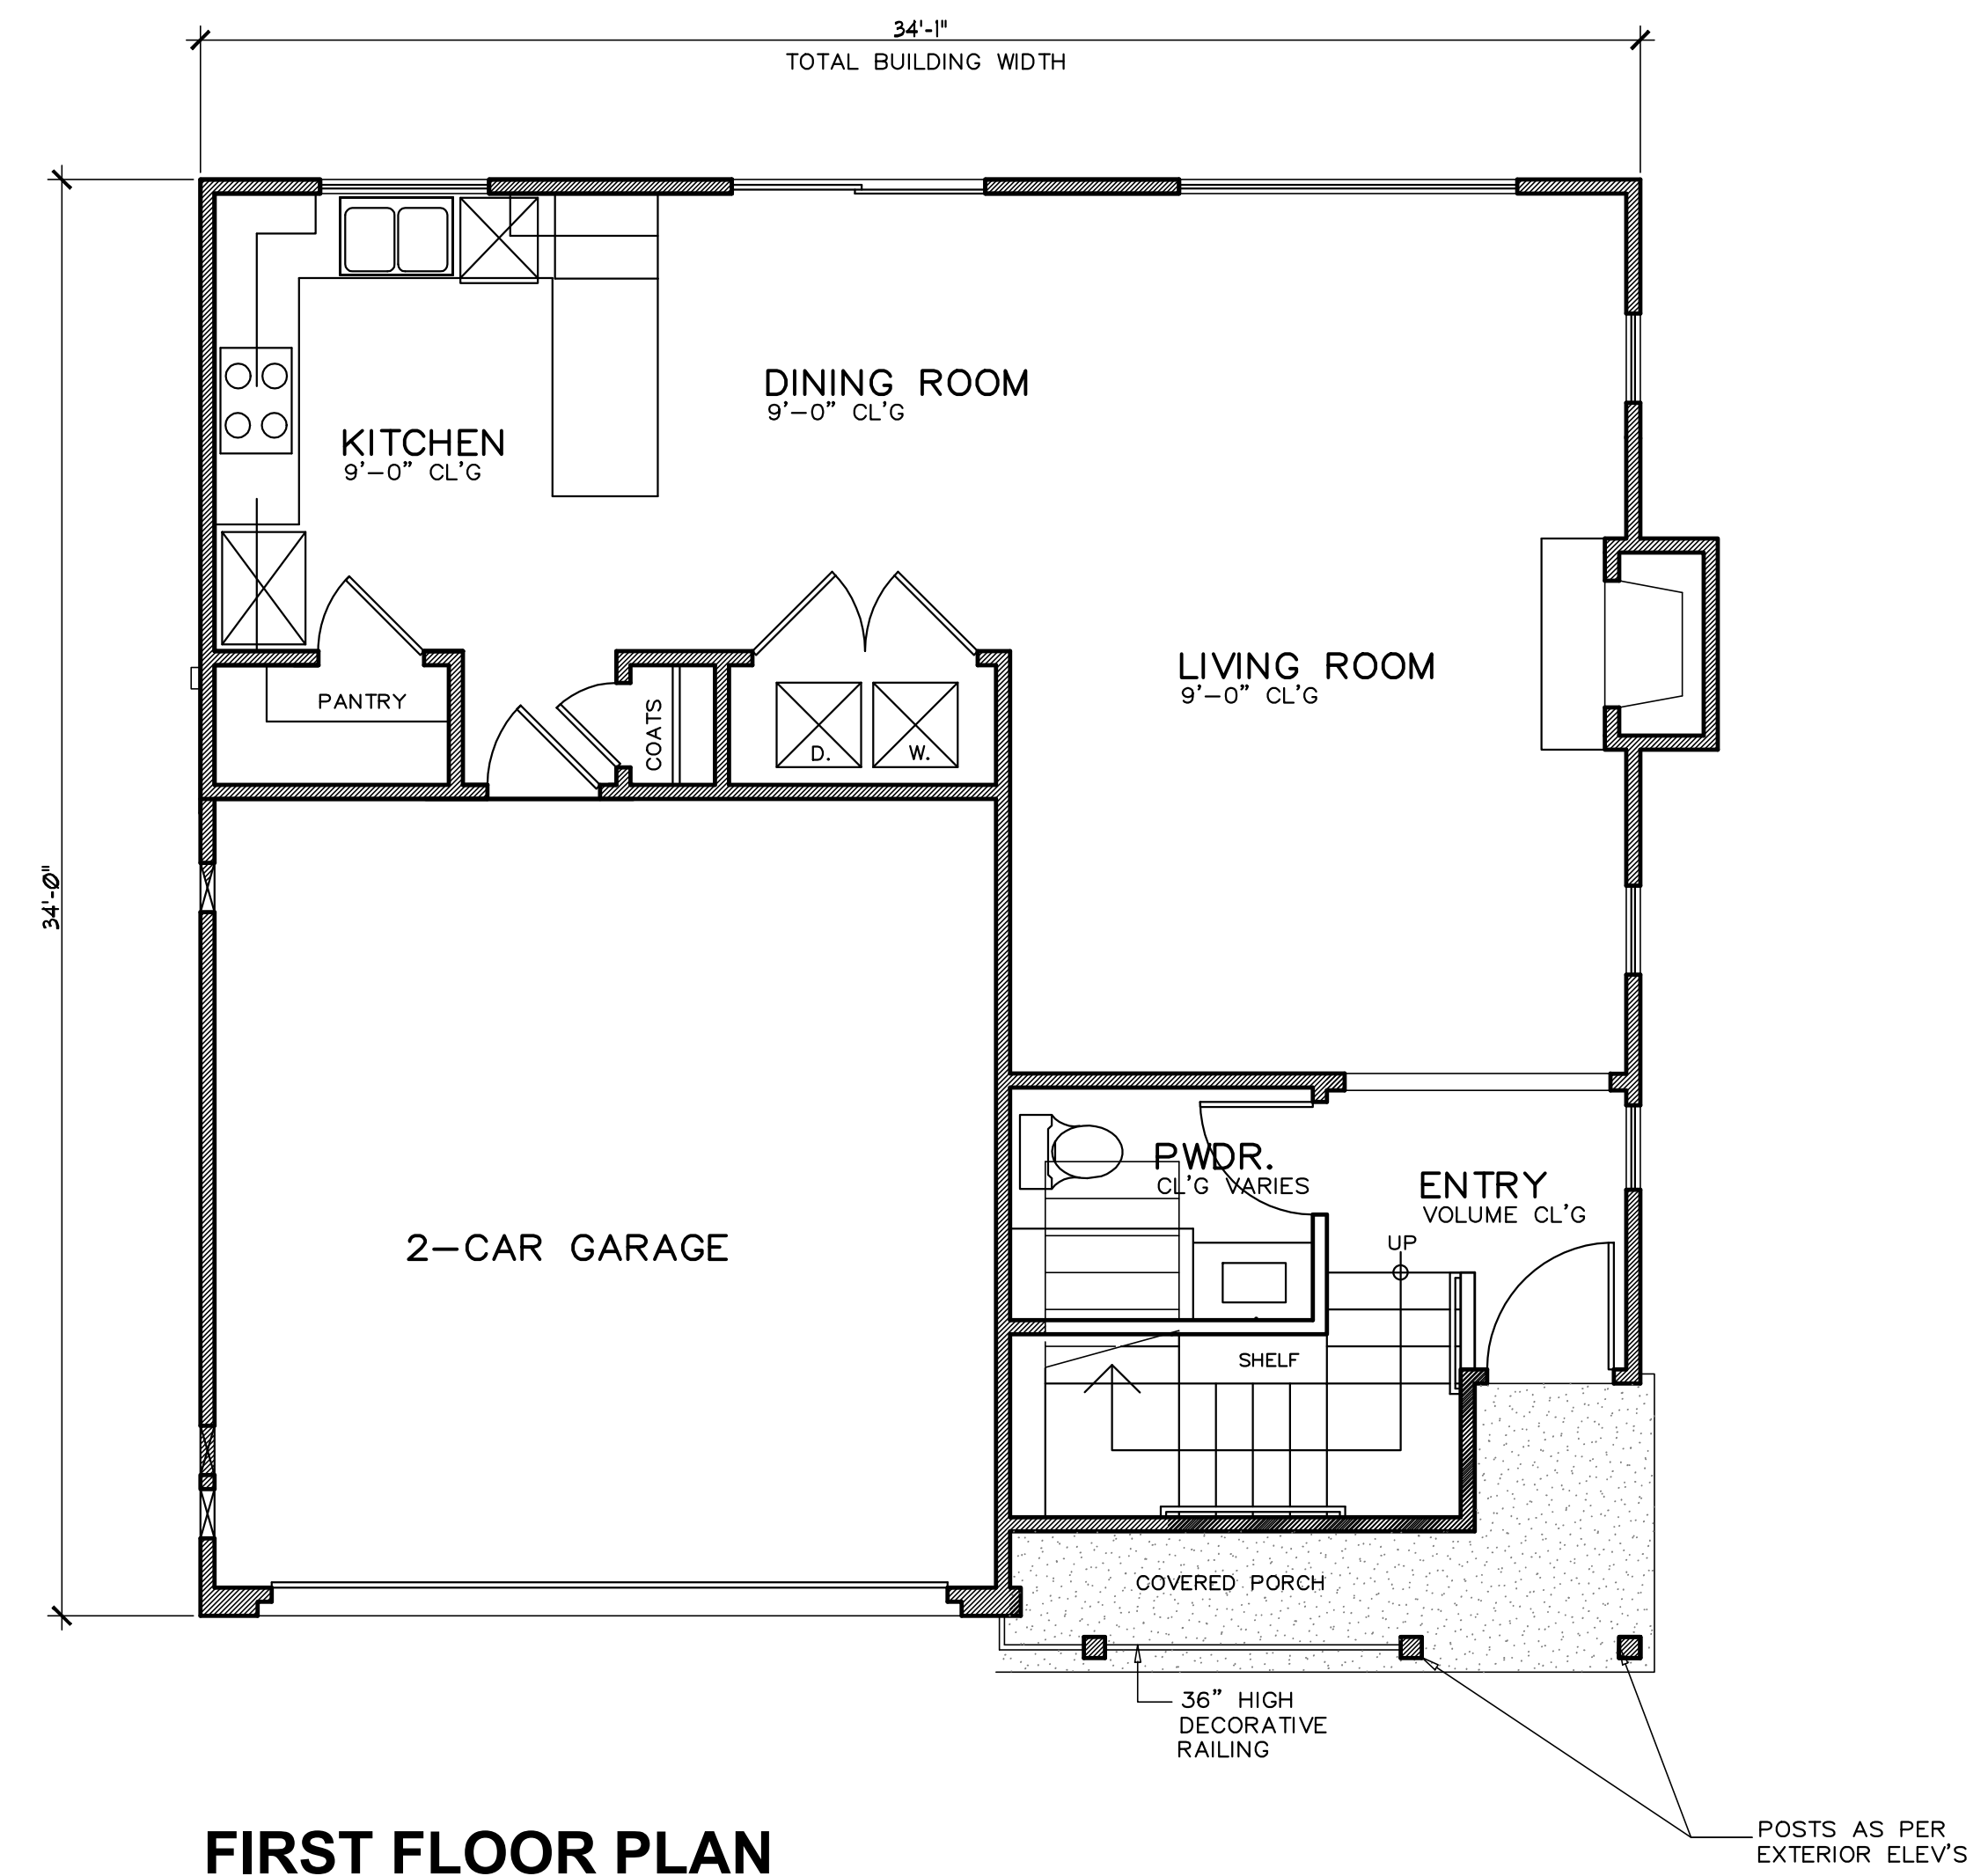 34'-1"
TOTAL BUILDING WIDTH
34'-0"
DINING ROOM
9'-0" CL'G
KITCHEN
9'-0" CL'G
LIVING ROOM
9'-0" CL'G
PANTRY
COATS
D.
W.
PWDR.
CL'G VARIES
ENTRY
VOLUME CL'G
UP
2-CAR GARAGE
SHELF
COVERED PORCH
36" HIGH
DECORATIVE
RAILING
POSTS AS PER
EXTERIOR ELEV'S
FIRST FLOOR PLAN